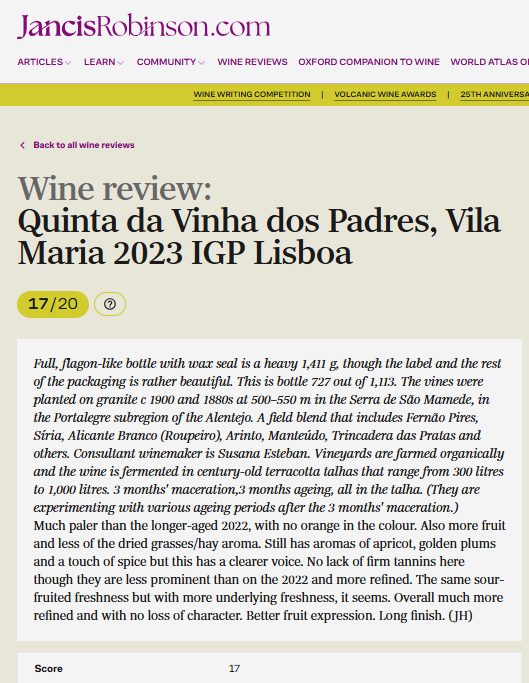 JancisRobinson.com
ARTICLES LEARN COMMUNITY WINE REVIEWS OXFORD COMPANION TO WINE WORLD ATLAS O
WINE WRITING COMPETITION | VOLCANIC WINE AWARDS | 25TH ANNIVERSA
Back to all wine reviews
Wine review:
Quinta da Vinha dos Padres, Vila
Maria 2023 IGP Lisboa
17/20 ?
Full, flagon-like bottle with wax seal is a heavy 1,411 g, though the label and the rest
of the packaging is rather beautiful. This is bottle 727 out of 1,113. The vines were
planted on granite c 1900 and 1880s at 500–550 m in the Serra de São Mamede, in
the Portalegre subregion of the Alentejo. A field blend that includes Fernão Pires,
Síria, Alicante Branco (Roupeiro), Arinto, Manteúdo, Trincadera das Pratas and
others. Consultant winemaker is Susana Esteban. Vineyards are farmed organically
and the wine is fermented in century-old terracotta talhas that range from 300 litres
to 1,000 litres. 3 months' maceration,3 months ageing, all in the talha. (They are
experimenting with various ageing periods after the 3 months' maceration.)
Much paler than the longer-aged 2022, with no orange in the colour. Also more fruit
and less of the dried grasses/hay aroma. Still has aromas of apricot, golden plums
and a touch of spice but this has a clearer voice. No lack of firm tannins here
though they are less prominent than on the 2022 and more refined. The same sour-
fruited freshness but with more underlying freshness, it seems. Overall much more
refined and with no loss of character. Better fruit expression. Long finish. (JH)
Score 17